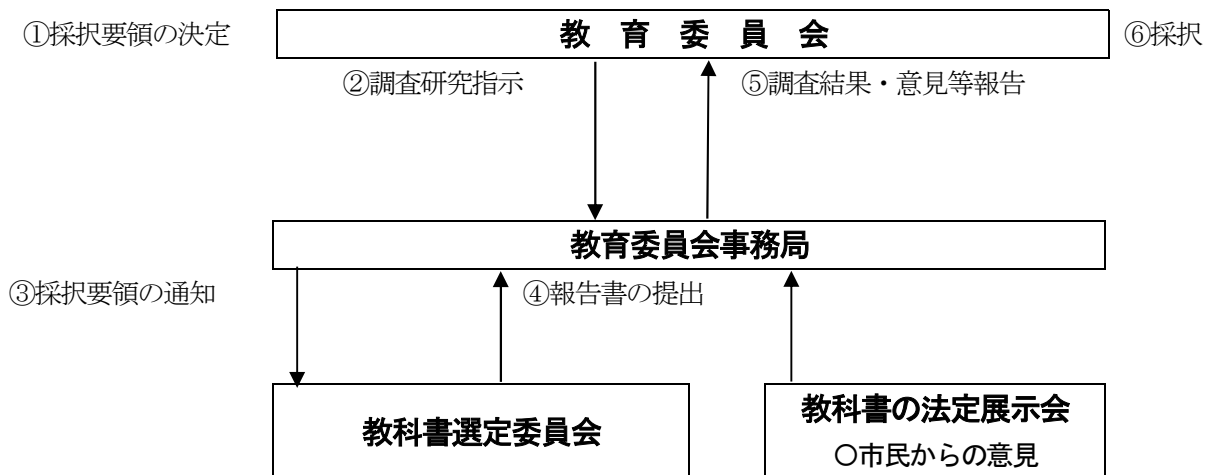 ①採択要領の決定
教　育　委　員　会
⑥採択
②調査研究指示
⑤調査結果・意見等報告
教育委員会事務局
③採択要領の通知
④報告書の提出
教科書選定委員会
教科書の法定展示会
○市民からの意見